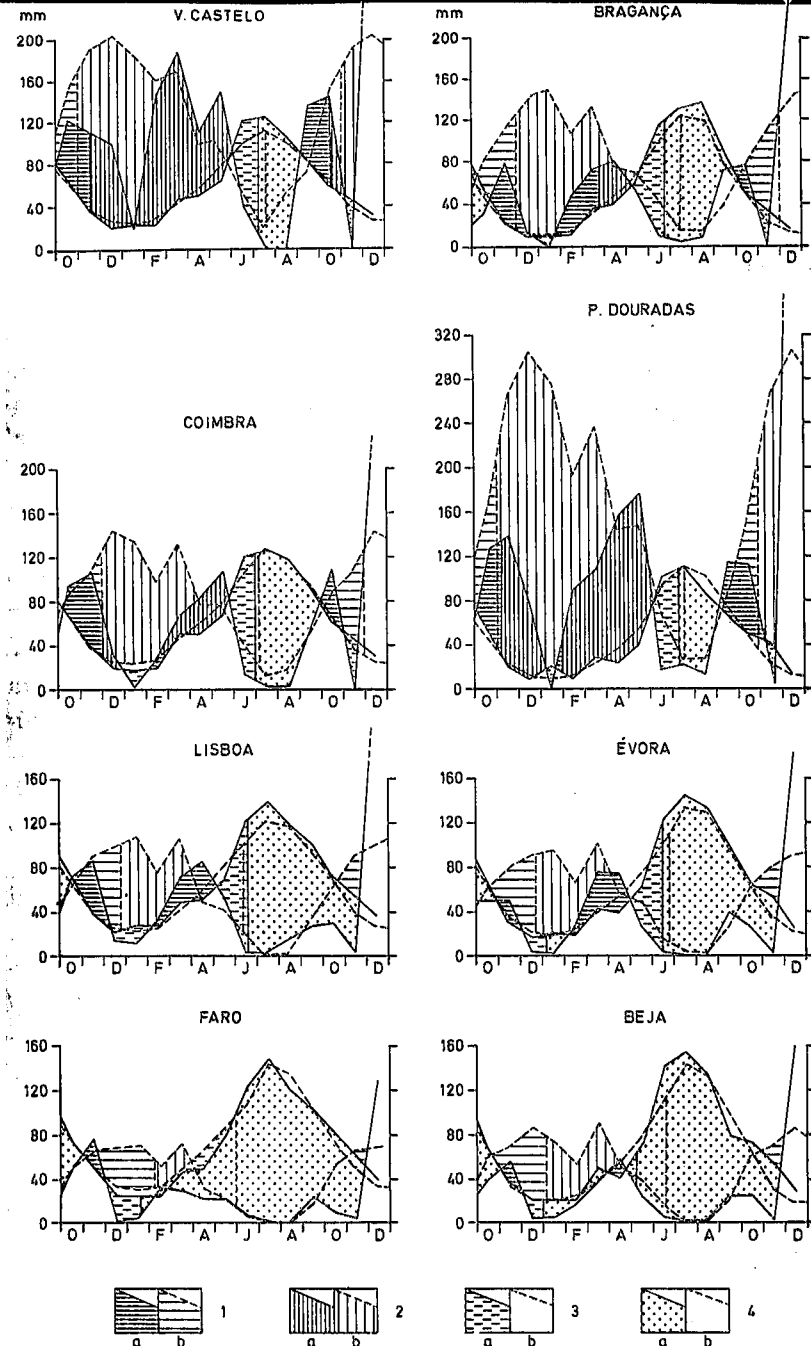 mm V. CASTELO
200
160
120
80
40
0
O D F A J A O D
BRAGANÇA
mm
200
160
120
80
40
0
O D F A J A O D
P. DOURADAS
320
280
240
200
160
120
80
40
0
O D F A J A O D
COIMBRA
200
160
120
80
40
0
O D F A J A O D
LISBOA
160
120
80
40
0
O D F A J A O D
ÉVORA
160
120
80
40
0
O D F A J A O D
FARO
160
120
80
40
0
O D F A J A O D
BEJA
160
120
80
40
0
O D F A J A O D
1 2 3 4
a b a b a b a b